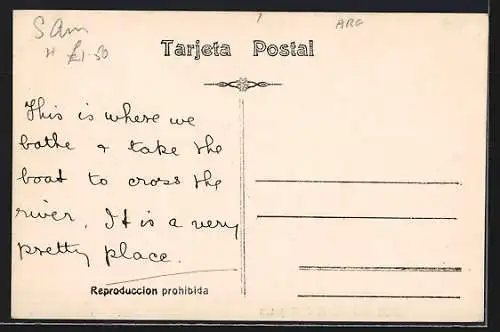 S Am
ARG
£1.50
Tarjeta Postal
This is where we
bathe & take the
boat to cross the
river. It is a very
pretty place.
Reproduccion prohibida